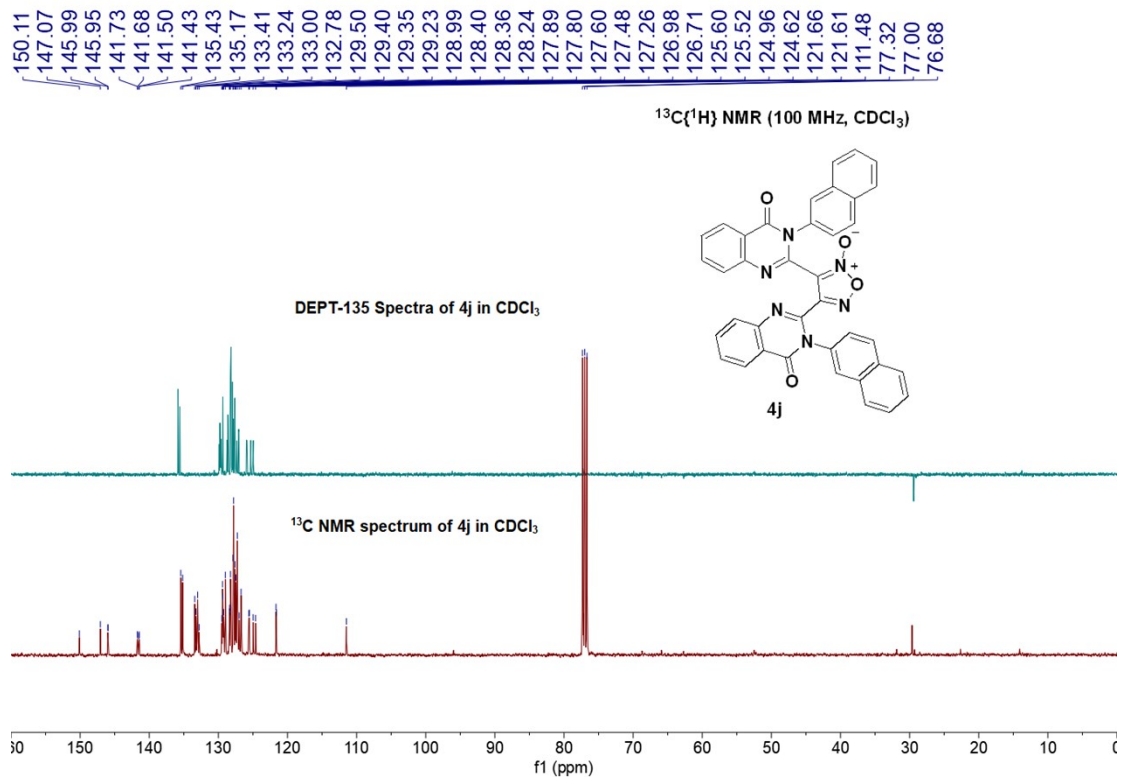 150.11
147.07
145.99
145.95
141.73
141.68
141.50
141.43
135.43
135.17
133.41
133.24
133.00
132.78
129.50
129.40
129.35
129.23
128.99
128.40
128.36
128.24
127.89
127.80
127.60
127.48
127.26
126.98
126.71
125.60
125.52
124.96
124.62
121.66
121.61
111.48
77.32
77.00
76.68
¹³C{¹H} NMR (100 MHz, CDCl₃)
O
N
O⁻
N
N⁺
O
N
N
N
O
4j
DEPT-135 Spectra of 4j in CDCl₃
¹³C NMR spectrum of 4j in CDCl₃
60 150 140 130 120 110 100 90 80 70 60 50 40 30 20 10 0
f1 (ppm)